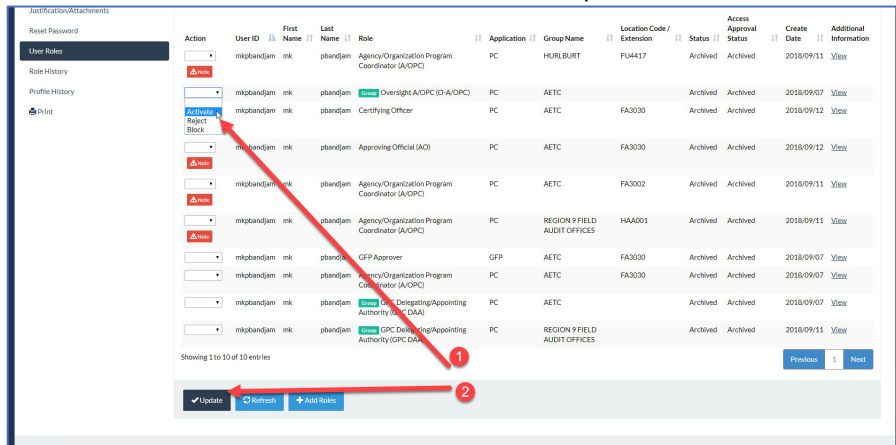 Justification/Attachments
Reset Password
User Roles
Role History
Profile History
Print
Action User ID First Name Last Name Role Application Group Name Location Code / Extension Status Access Approval Status Create Date Additional Information
mkpbandjam mk pbandjam Agency/Organization Program Coordinator (A/OPC) PC HURLBURT FU4417 Archived Archived 2018/09/11 View
Note
mkpbandjam mk pbandjam Group Oversight A/OPC (O-A/OPC) PC AETC Archived Archived 2018/09/07 View
Activate
Reject
Block
mkpbandjam mk pbandjam Certifying Officer PC AETC FA3030 Archived Archived 2018/09/12 View
mkpbandjam mk pbandjam Approving Official (AO) PC AETC FA3030 Archived Archived 2018/09/12 View
Note
mkpbandjam mk pbandjam Agency/Organization Program Coordinator (A/OPC) PC AETC FA3002 Archived Archived 2018/09/11 View
Note
mkpbandjam mk pbandjam Agency/Organization Program Coordinator (A/OPC) PC REGION 9 FIELD AUDIT OFFICES HAA001 Archived Archived 2018/09/11 View
Note
mkpbandjam mk pbandjam GFP Approver GFP AETC FA3030 Archived Archived 2018/09/07 View
mkpbandjam mk pbandjam Agency/Organization Program Coordinator (A/OPC) PC AETC FA3030 Archived Archived 2018/09/07 View
mkpbandjam mk pbandjam Group GPC Delegating/Appointing Authority (GPC DAA) PC AETC Archived Archived 2018/09/07 View
mkpbandjam mk pbandjam Group GPC Delegating/Appointing Authority (GPC DAA) PC REGION 9 FIELD AUDIT OFFICES Archived Archived 2018/09/11 View
Showing 1 to 10 of 10 entries
1
Previous 1 Next
2
Update Refresh Add Roles